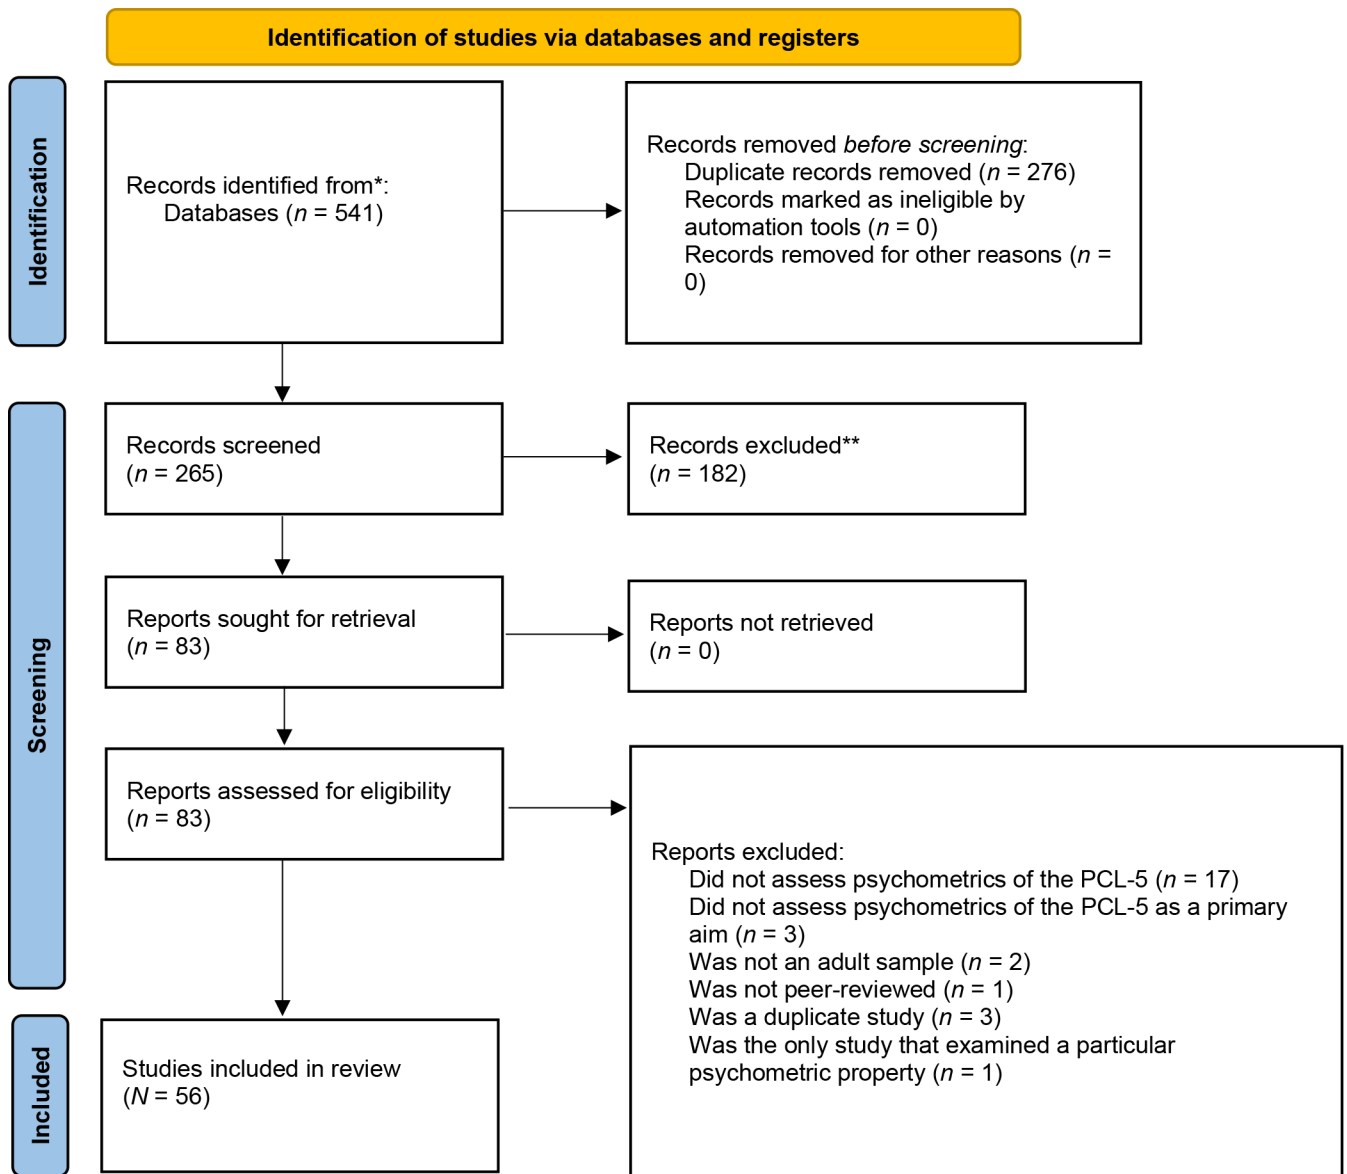 Identification of studies via databases and registers
Identification
Records identified from*:
Databases (n = 541)
Records removed before screening:
Duplicate records removed (n = 276)
Records marked as ineligible by
automation tools (n = 0)
Records removed for other reasons (n =
0)
Screening
Records screened
(n = 265)
Records excluded**
(n = 182)
Reports sought for retrieval
(n = 83)
Reports not retrieved
(n = 0)
Reports assessed for eligibility
(n = 83)
Reports excluded:
Did not assess psychometrics of the PCL-5 (n = 17)
Did not assess psychometrics of the PCL-5 as a primary
aim (n = 3)
Was not an adult sample (n = 2)
Was not peer-reviewed (n = 1)
Was a duplicate study (n = 3)
Was the only study that examined a particular
psychometric property (n = 1)
Included
Studies included in review
(N = 56)